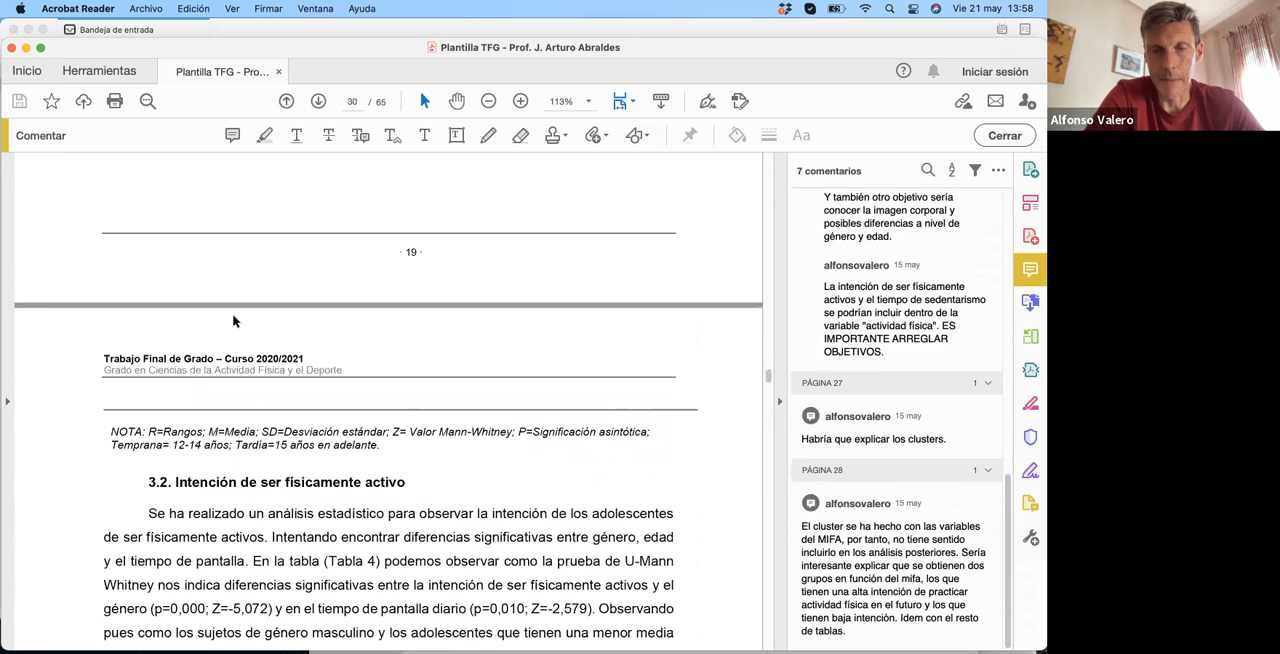 Acrobat Reader Archivo Edición Ver Firmar Ventana Ayuda Vie 21 may 13:58
Bandeja de entrada
Plantilla TFG - Prof. J. Arturo Abraldes
Inicio Herramientas Plantilla TFG - Pro... × Iniciar sesión
30 / 65 113%
Comentar Aa Cerrar
· 19 ·
Trabajo Final de Grado – Curso 2020/2021
Grado en Ciencias de la Actividad Física y el Deporte
NOTA: R=Rangos; M=Media; SD=Desviación estándar; Z= Valor Mann-Whitney; P=Significación asintótica;
Temprana= 12-14 años; Tardía=15 años en adelante.
3.2. Intención de ser físicamente activo
Se ha realizado un análisis estadístico para observar la intención de los adolescentes
de ser físicamente activos. Intentando encontrar diferencias significativas entre género, edad
y el tiempo de pantalla. En la tabla (Tabla 4) podemos observar como la prueba de U-Mann
Whitney nos indica diferencias significativas entre la intención de ser físicamente activos y el
género (p=0,000; Z=-5,072) y en el tiempo de pantalla diario (p=0,010; Z=-2,579). Observando
pues como los sujetos de género masculino y los adolescentes que tienen una menor media
7 comentarios
Y también otro objetivo sería
conocer la imagen corporal y
posibles diferencias a nivel de
género y edad.
alfonsovalero 15 may
La intención de ser físicamente
activos y el tiempo de sedentarismo
se podrían incluir dentro de la
variable "actividad física". ES
IMPORTANTE ARREGLAR
OBJETIVOS.
PÁGINA 27 1
alfonsovalero 15 may
Habría que explicar los clusters.
PÁGINA 28 1
alfonsovalero 15 may
El cluster se ha hecho con las variables
del MIFA, por tanto, no tiene sentido
incluirlo en los análisis posteriores. Sería
interesante explicar que se obtienen dos
grupos en función del mifa, los que
tienen una alta intención de practicar
actividad física en el futuro y los que
tienen baja intención. Idem con el resto
de tablas.
Alfonso Valero